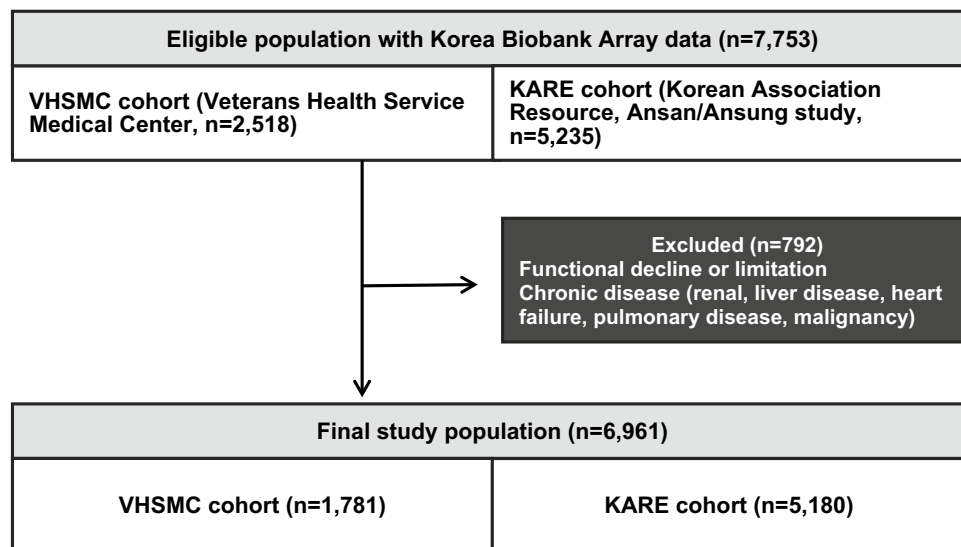 Eligible population with Korea Biobank Array data (n=7,753)
VHSMC cohort (Veterans Health Service
Medical Center, n=2,518)
KARE cohort (Korean Association
Resource, Ansan/Ansung study,
n=5,235)
Excluded (n=792)
Functional decline or limitation
Chronic disease (renal, liver disease, heart
failure, pulmonary disease, malignancy)
Final study population (n=6,961)
VHSMC cohort (n=1,781)
KARE cohort (n=5,180)